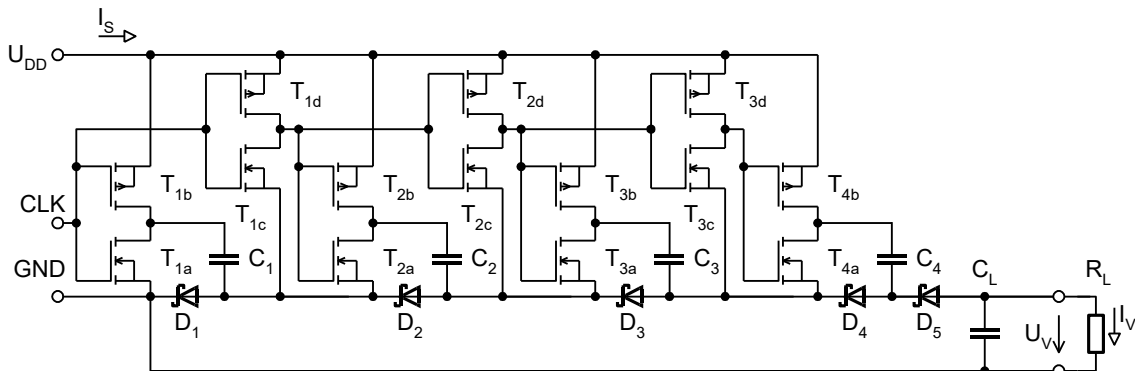 I_S
U_DD
T_1d
T_2d
T_3d
T_1b
T_2b
T_3b
T_4b
CLK
T_1c
T_2c
T_3c
GND
T_1a
C_1
T_2a
C_2
T_3a
C_3
T_4a
C_4
C_L
R_L
D_1
D_2
D_3
D_4
D_5
U_V
I_V